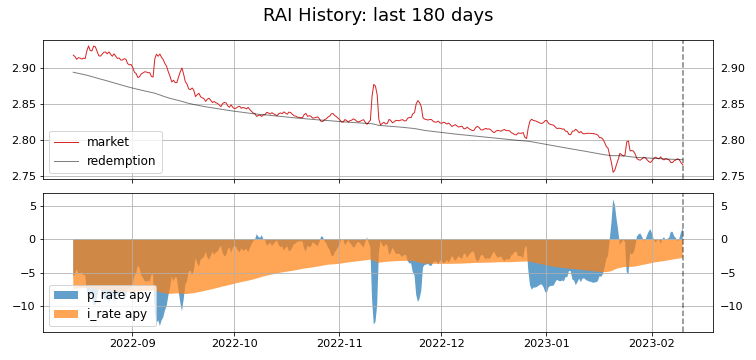 RAI History: last 180 days
2.90 2.90
2.85 2.85
2.80 2.80
2.75 2.75
market
redemption
5 5
0 0
−5 −5
−10 −10
p_rate apy
i_rate apy
2022-09 2022-10 2022-11 2022-12 2023-01 2023-02